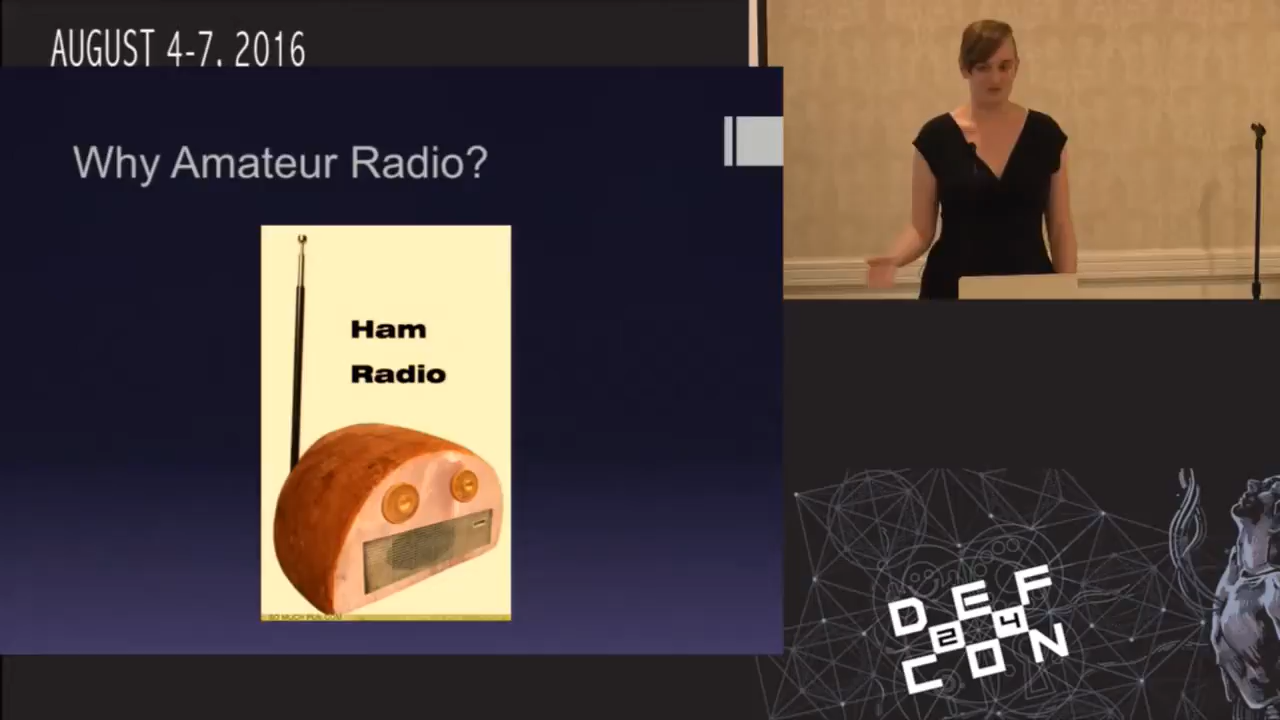 AUGUST 4-7, 2016
Why Amateur Radio?
Ham
Radio
DEF
24
CON